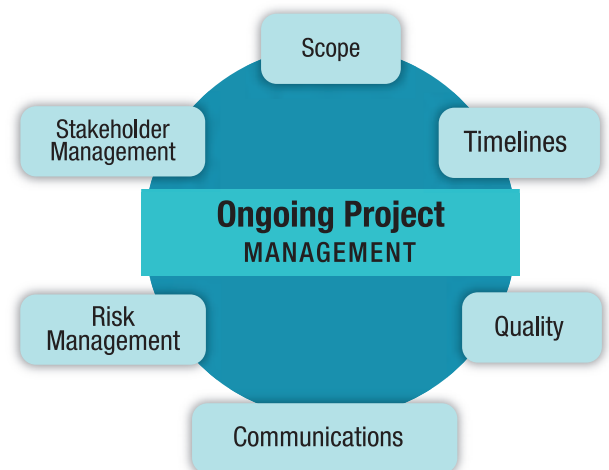 Scope
Stakeholder
Management
Timelines
Ongoing Project
MANAGEMENT
Risk
Management
Quality
Communications